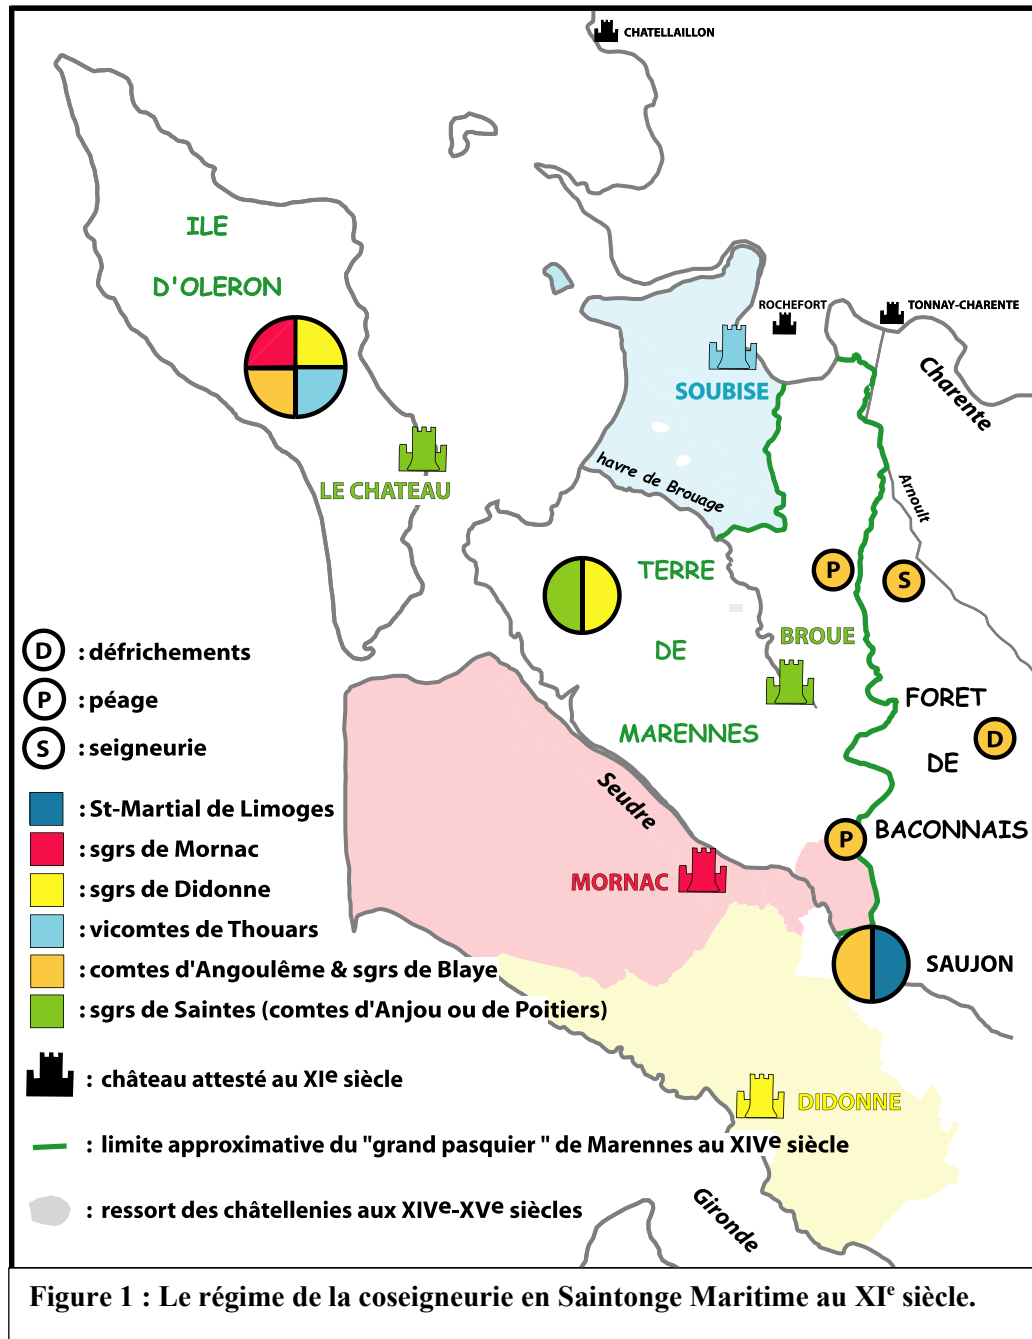 CHATELLAILLON
ILE
D'OLERON
ROCHEFORT
TONNAY-CHARENTE
Charente
SOUBISE
LE CHATEAU
havre de Brouage
Arnoult
TERRE
DE
MARENNES
P
S
BROUE
FORET
DE
BACONNAIS
D
P
Seudre
MORNAC
SAUJON
DIDONNE
Gironde
D : défrichements
P : péage
S : seigneurie
: St-Martial de Limoges
: sgrs de Mornac
: sgrs de Didonne
: vicomtes de Thouars
: comtes d'Angoulême & sgrs de Blaye
: sgrs de Saintes (comtes d'Anjou ou de Poitiers)
: château attesté au XIe siècle
: limite approximative du "grand pasquier " de Marennes au XIVe siècle
: ressort des châtellenies aux XIVe-XVe siècles
Figure 1 : Le régime de la coseigneurie en Saintonge Maritime au XIe siècle.